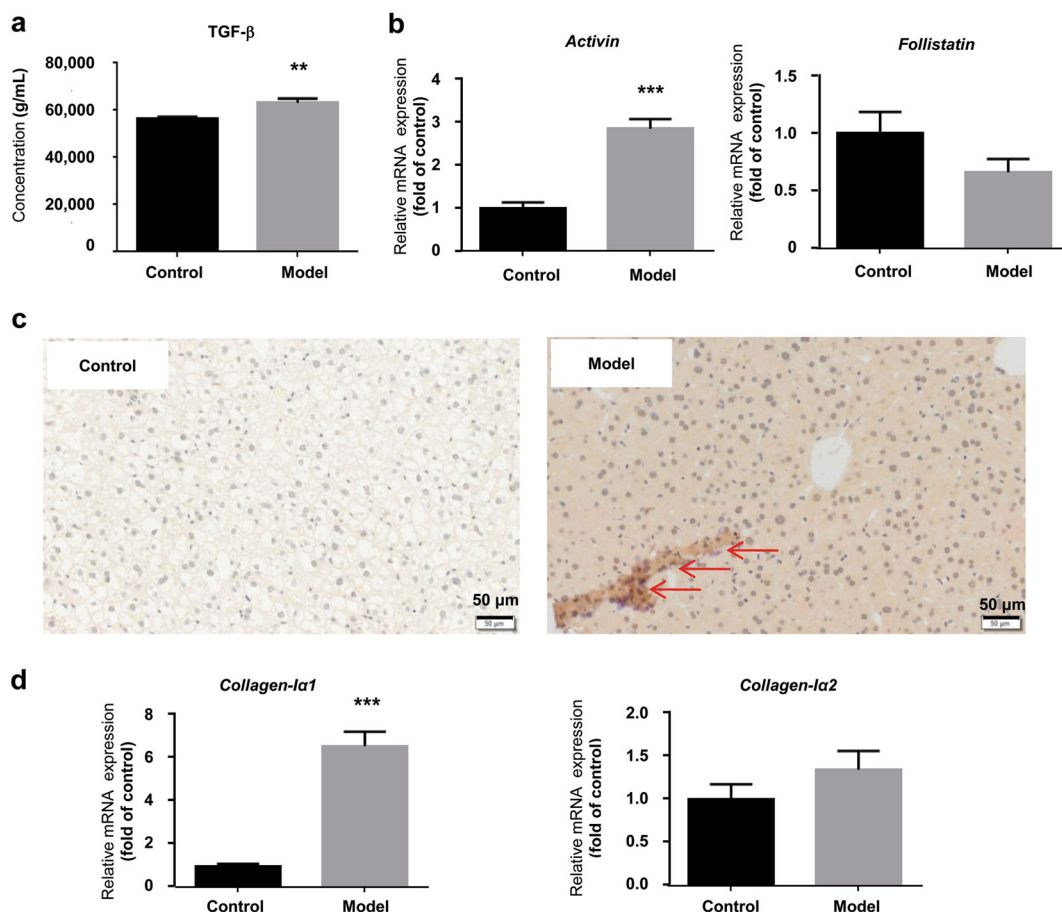 a
TGF-β
Concentration (g/mL)
80,000
60,000
40,000
20,000
0
**
Control
Model
b
Activin
Relative mRNA expression
(fold of control)
4
3
2
1
0
***
Control
Model
Follistatin
Relative mRNA expression
(fold of control)
1.5
1.0
0.5
0
Control
Model
c
Control
50 μm
50 μm
Model
50 μm
50 μm
d
Collagen-Iα1
Relative mRNA expression
(fold of control)
8
6
4
2
0
***
Control
Model
Collagen-Iα2
Relative mRNA expression
(fold of control)
2.0
1.5
1.0
0.5
0.0
Control
Model